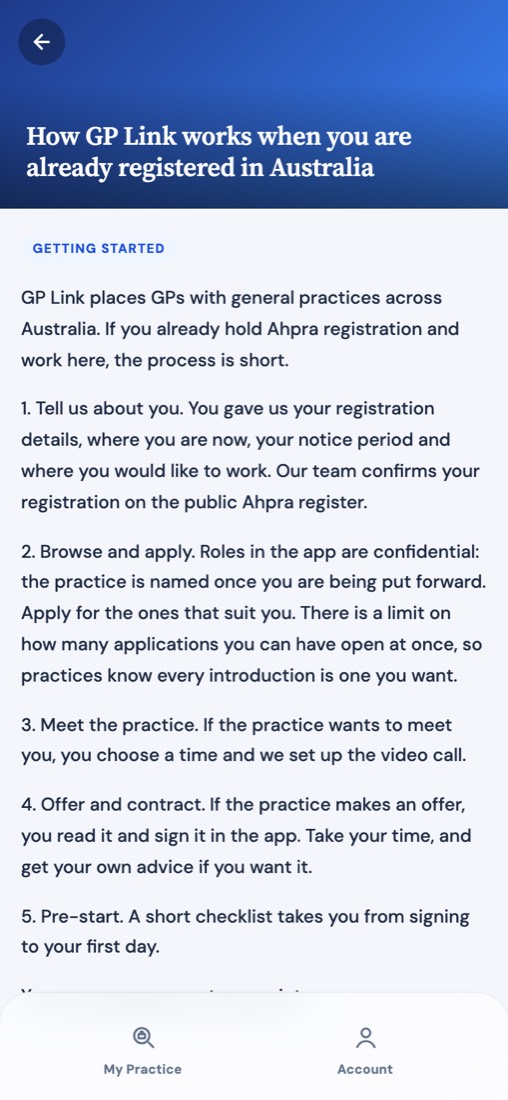 How GP Link works when you are
already registered in Australia
GETTING STARTED
GP Link places GPs with general practices across
Australia. If you already hold Ahpra registration and
work here, the process is short.
1. Tell us about you. You gave us your registration
details, where you are now, your notice period and
where you would like to work. Our team confirms your
registration on the public Ahpra register.
2. Browse and apply. Roles in the app are confidential:
the practice is named once you are being put forward.
Apply for the ones that suit you. There is a limit on
how many applications you can have open at once, so
practices know every introduction is one you want.
3. Meet the practice. If the practice wants to meet
you, you choose a time and we set up the video call.
4. Offer and contract. If the practice makes an offer,
you read it and sign it in the app. Take your time, and
get your own advice if you want it.
5. Pre-start. A short checklist takes you from signing
to your first day.
My Practice
Account